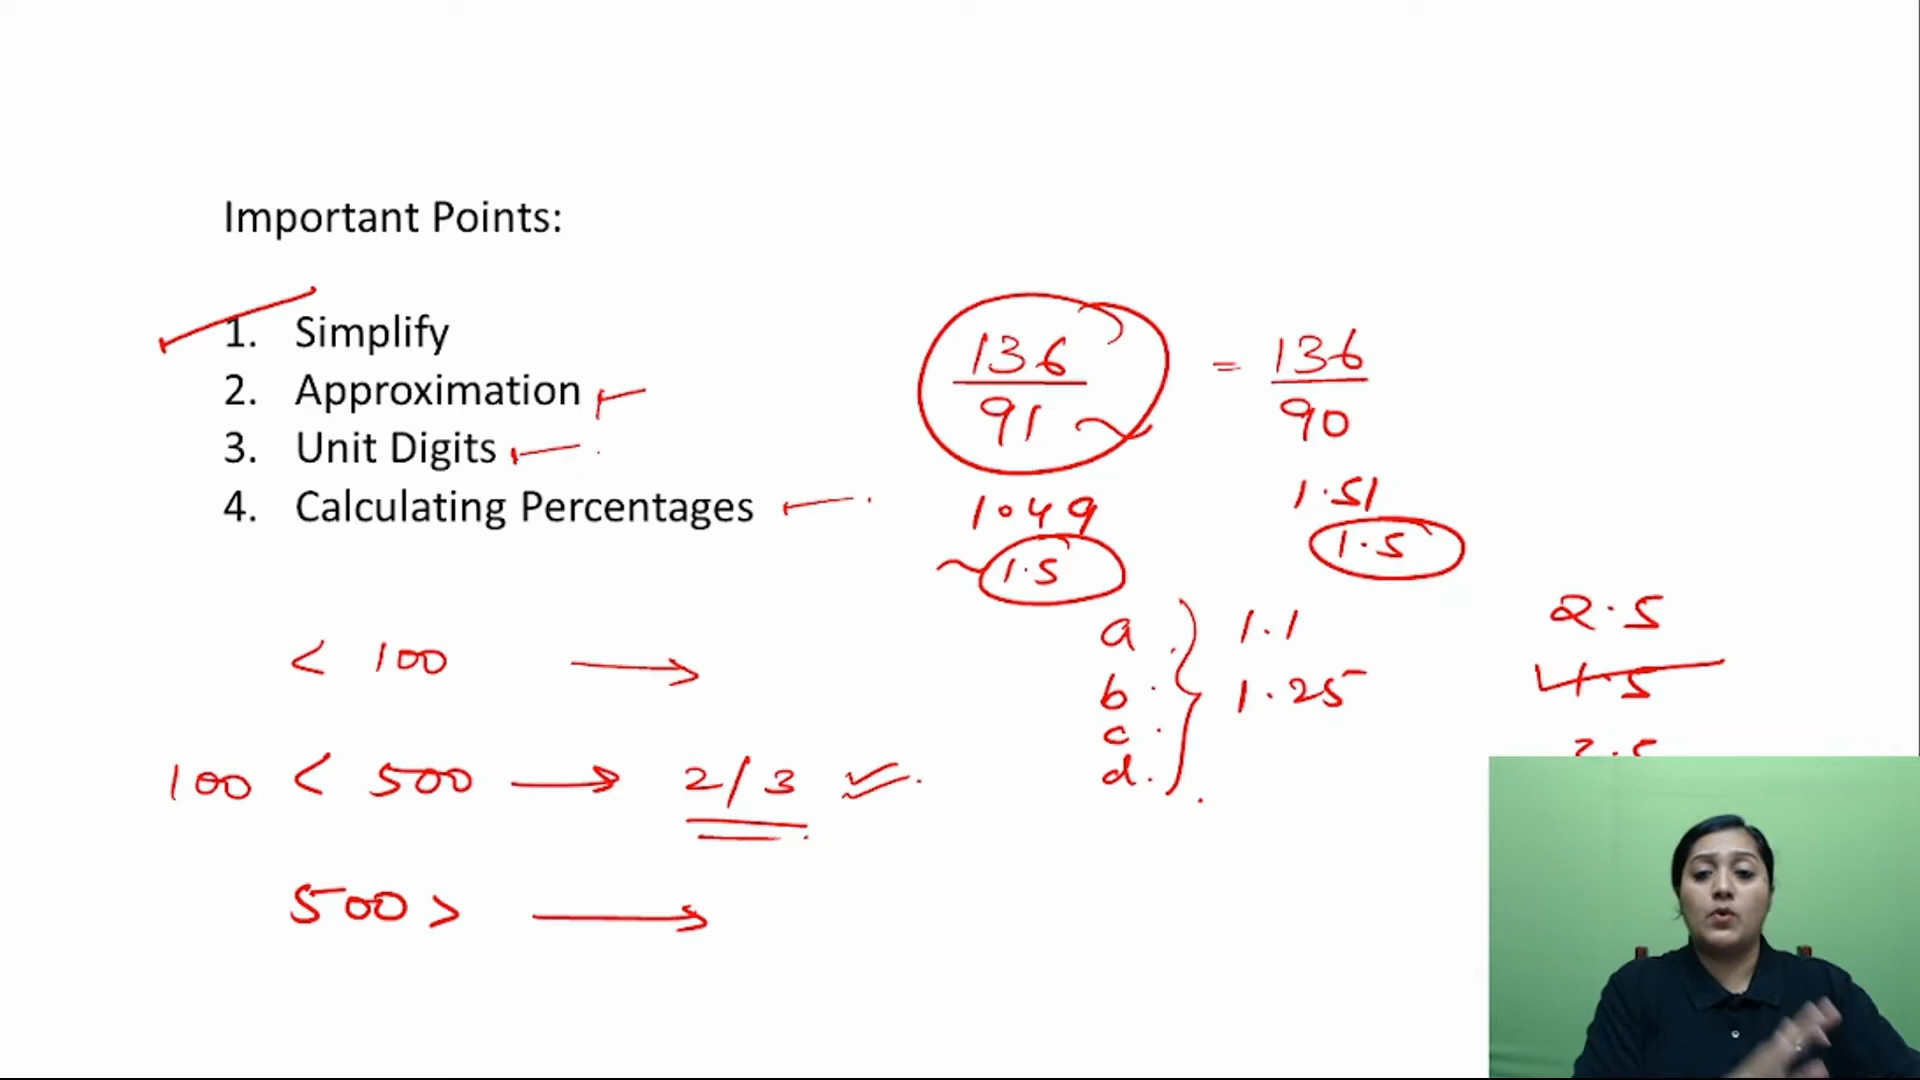 Important Points:
1. Simplify
2. Approximation
3. Unit Digits
4. Calculating Percentages
136/91 = 136/90
1.49
1.51
~1.5
1.5
a.
b.
c.
d.
1.1
1.25
2.5
1.5
< 100 →
100 < 500 → 2/3
500 > →